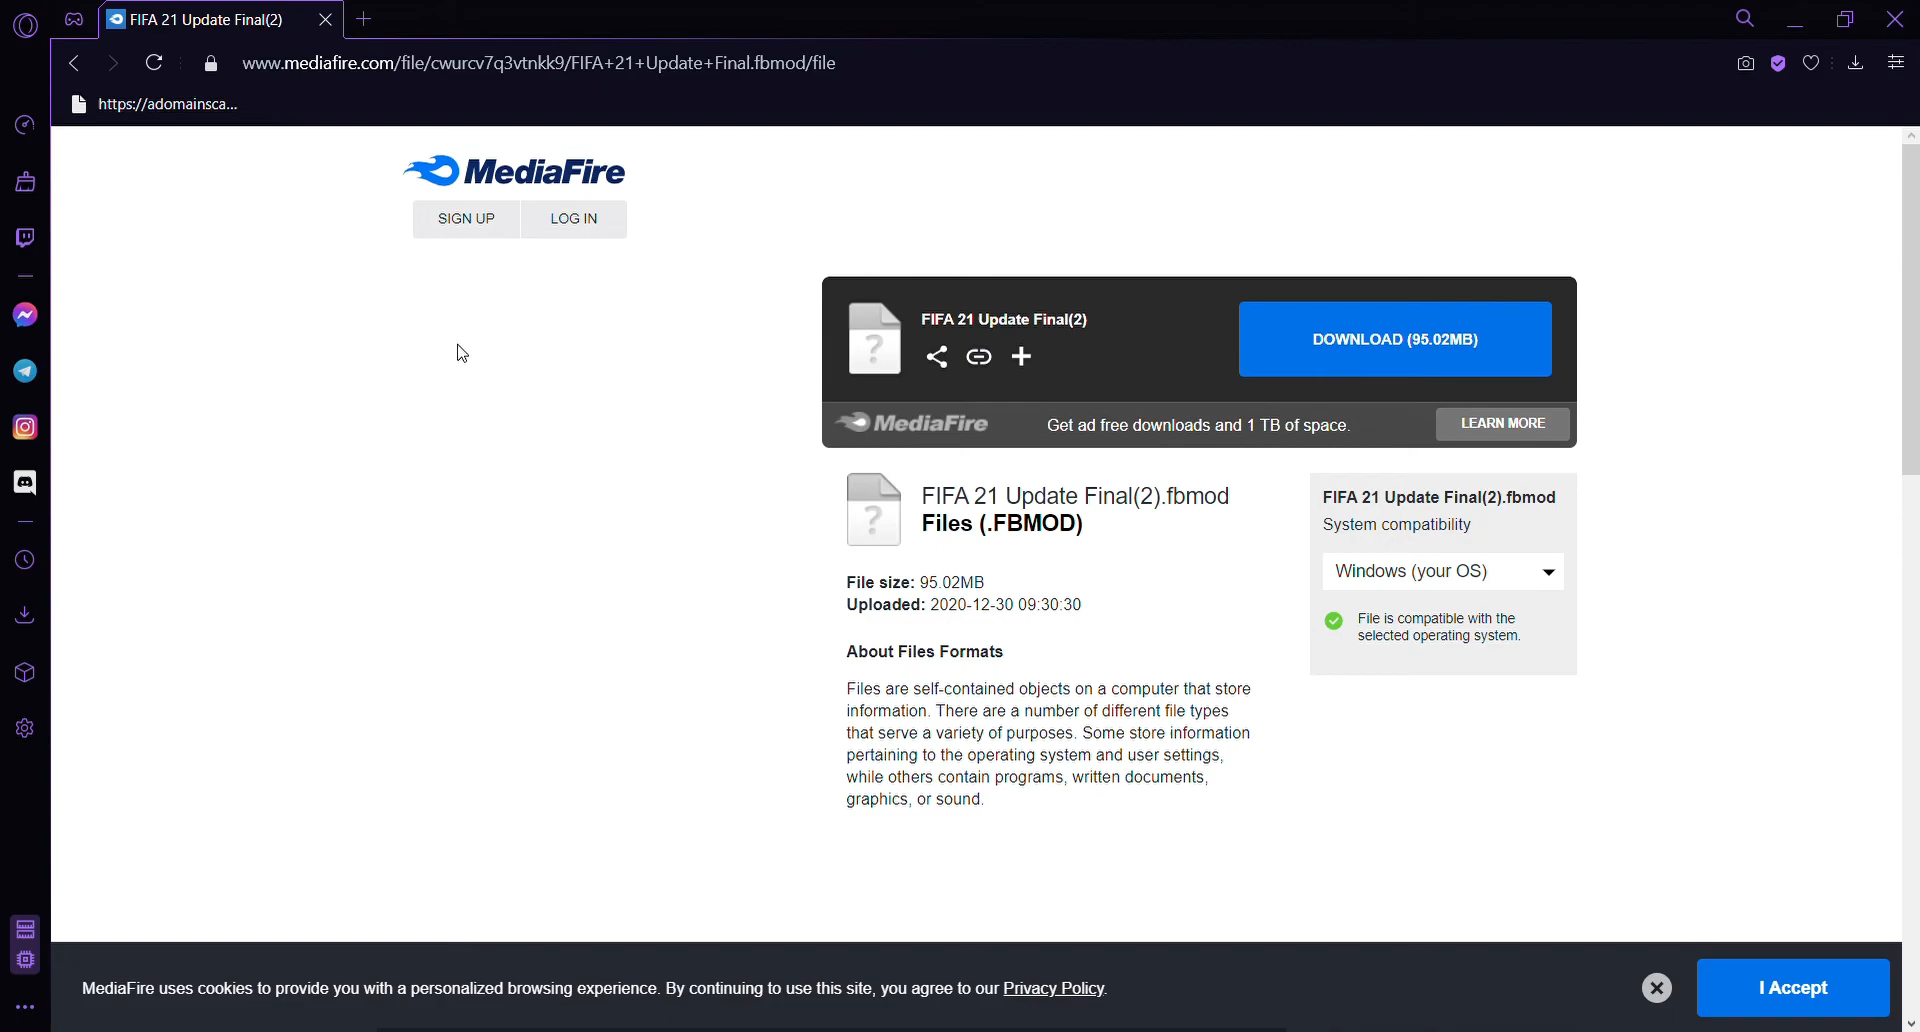 FIFA 21 Update Final(2)
www.mediafire.com/file/cwurcv7q3vtnkk9/FIFA+21+Update+Final.fbmod/file
https://adomainsca...
MediaFire
SIGN UP
LOG IN
FIFA 21 Update Final(2)
DOWNLOAD (95.02MB)
MediaFire
Get ad free downloads and 1 TB of space.
LEARN MORE
FIFA 21 Update Final(2).fbmod
Files (.FBMOD)
File size: 95.02MB
Uploaded: 2020-12-30 09:30:30
About Files Formats
Files are self-contained objects on a computer that store
information. There are a number of different file types
that serve a variety of purposes. Some store information
pertaining to the operating system and user settings,
while others contain programs, written documents,
graphics, or sound.
FIFA 21 Update Final(2).fbmod
System compatibility
Windows (your OS)
File is compatible with the
selected operating system.
MediaFire uses cookies to provide you with a personalized browsing experience. By continuing to use this site, you agree to our Privacy Policy.
I Accept